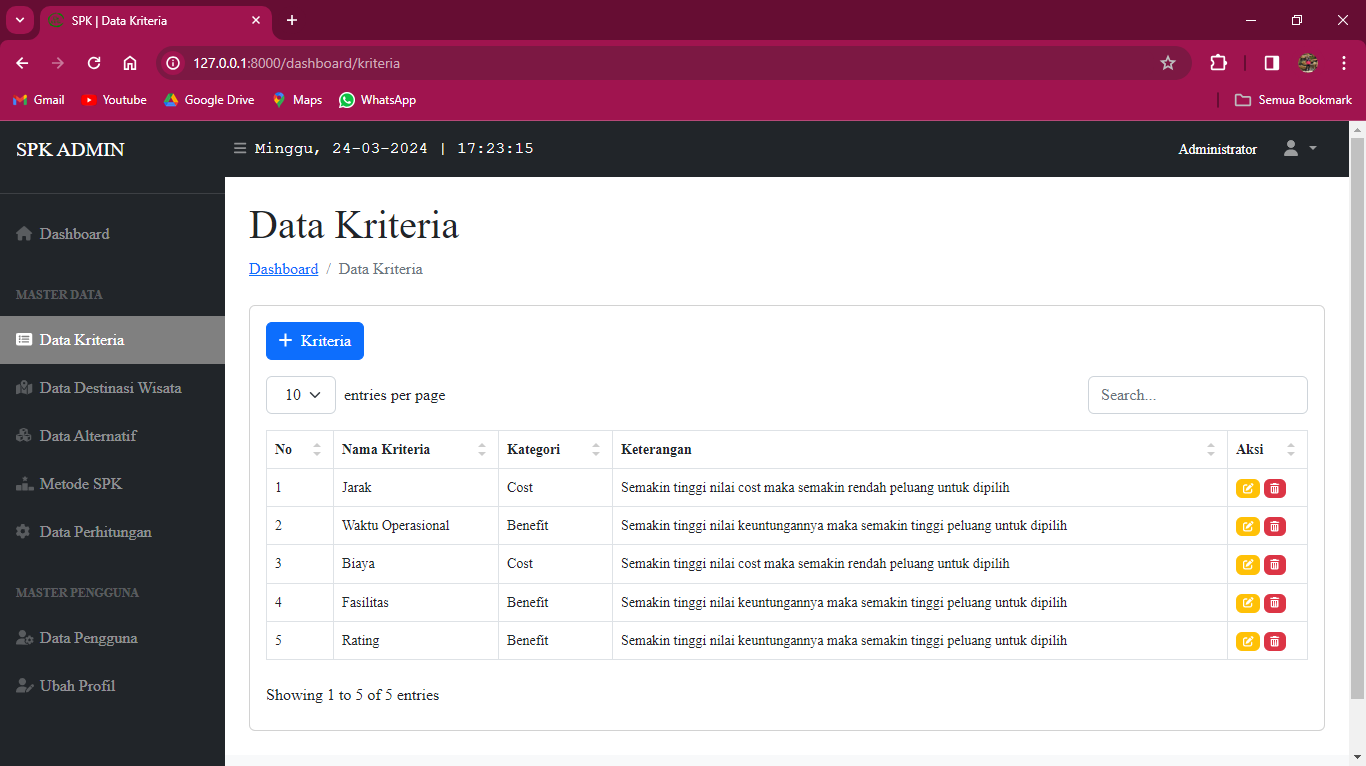 SPK | Data Kriteria
127.0.0.1:8000/dashboard/kriteria
Gmail Youtube Google Drive Maps WhatsApp Semua Bookmark
SPK ADMIN Minggu, 24-03-2024 | 17:23:15 Administrator
Dashboard
MASTER DATA
Data Kriteria
Data Destinasi Wisata
Data Alternatif
Metode SPK
Data Perhitungan
MASTER PENGGUNA
Data Pengguna
Ubah Profil
Data Kriteria
Dashboard / Data Kriteria
+ Kriteria
10 entries per page Search...
No Nama Kriteria Kategori Keterangan Aksi
1 Jarak Cost Semakin tinggi nilai cost maka semakin rendah peluang untuk dipilih
2 Waktu Operasional Benefit Semakin tinggi nilai keuntungannya maka semakin tinggi peluang untuk dipilih
3 Biaya Cost Semakin tinggi nilai cost maka semakin rendah peluang untuk dipilih
4 Fasilitas Benefit Semakin tinggi nilai keuntungannya maka semakin tinggi peluang untuk dipilih
5 Rating Benefit Semakin tinggi nilai keuntungannya maka semakin tinggi peluang untuk dipilih
Showing 1 to 5 of 5 entries